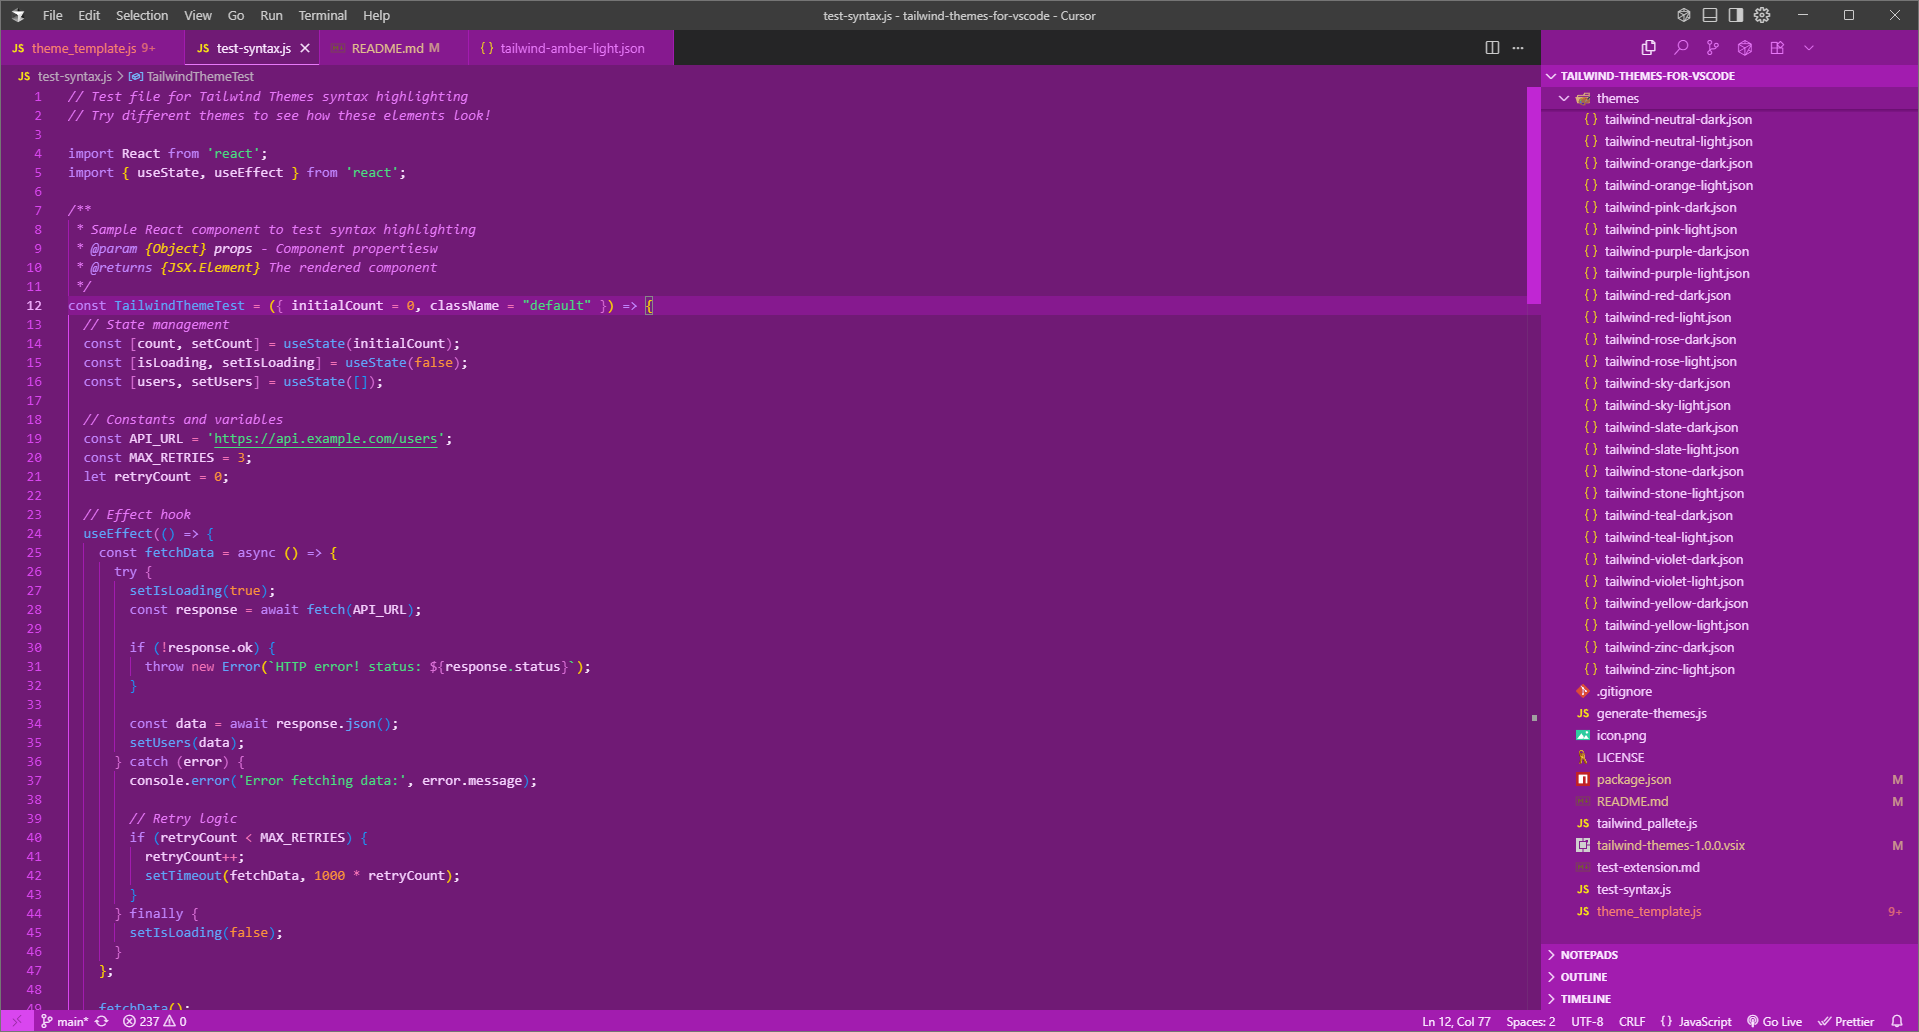 File Edit Selection View Go Run Terminal Help
test-syntax.js - tailwind-themes-for-vscode - Cursor
JS theme_template.js 9+
JS test-syntax.js
README.md M
{} tailwind-amber-light.json
JS test-syntax.js > TailwindThemeTest
1 // Test file for Tailwind Themes syntax highlighting
2 // Try different themes to see how these elements look!
3
4 import React from 'react';
5 import { useState, useEffect } from 'react';
6
7 /**
8 * Sample React component to test syntax highlighting
9 * @param {Object} props - Component propertiesw
10 * @returns {JSX.Element} The rendered component
11 */
12 const TailwindThemeTest = ({ initialCount = 0, className = "default" }) => {
13 // State management
14 const [count, setCount] = useState(initialCount);
15 const [isLoading, setIsLoading] = useState(false);
16 const [users, setUsers] = useState([]);
17
18 // Constants and variables
19 const API_URL = 'https://api.example.com/users';
20 const MAX_RETRIES = 3;
21 let retryCount = 0;
22
23 // Effect hook
24 useEffect(() => {
25 const fetchData = async () => {
26 try {
27 setIsLoading(true);
28 const response = await fetch(API_URL);
29
30 if (!response.ok) {
31 throw new Error(`HTTP error! status: ${response.status}`);
32 }
33
34 const data = await response.json();
35 setUsers(data);
36 } catch (error) {
37 console.error('Error fetching data:', error.message);
38
39 // Retry logic
40 if (retryCount < MAX_RETRIES) {
41 retryCount++;
42 setTimeout(fetchData, 1000 * retryCount);
43 }
44 } finally {
45 setIsLoading(false);
46 }
47 };
48
49 fetchData();
TAILWIND-THEMES-FOR-VSCODE
themes
{} tailwind-neutral-dark.json
{} tailwind-neutral-light.json
{} tailwind-orange-dark.json
{} tailwind-orange-light.json
{} tailwind-pink-dark.json
{} tailwind-pink-light.json
{} tailwind-purple-dark.json
{} tailwind-purple-light.json
{} tailwind-red-dark.json
{} tailwind-red-light.json
{} tailwind-rose-dark.json
{} tailwind-rose-light.json
{} tailwind-sky-dark.json
{} tailwind-sky-light.json
{} tailwind-slate-dark.json
{} tailwind-slate-light.json
{} tailwind-stone-dark.json
{} tailwind-stone-light.json
{} tailwind-teal-dark.json
{} tailwind-teal-light.json
{} tailwind-violet-dark.json
{} tailwind-violet-light.json
{} tailwind-yellow-dark.json
{} tailwind-yellow-light.json
{} tailwind-zinc-dark.json
{} tailwind-zinc-light.json
.gitignore
JS generate-themes.js
icon.png
LICENSE
package.json M
README.md M
JS tailwind_pallete.js
tailwind-themes-1.0.0.vsix M
test-extension.md
JS test-syntax.js
JS theme_template.js 9+
NOTEPADS
OUTLINE
TIMELINE
main* 237 0
Ln 12, Col 77 Spaces: 2 UTF-8 CRLF {} JavaScript Go Live Prettier